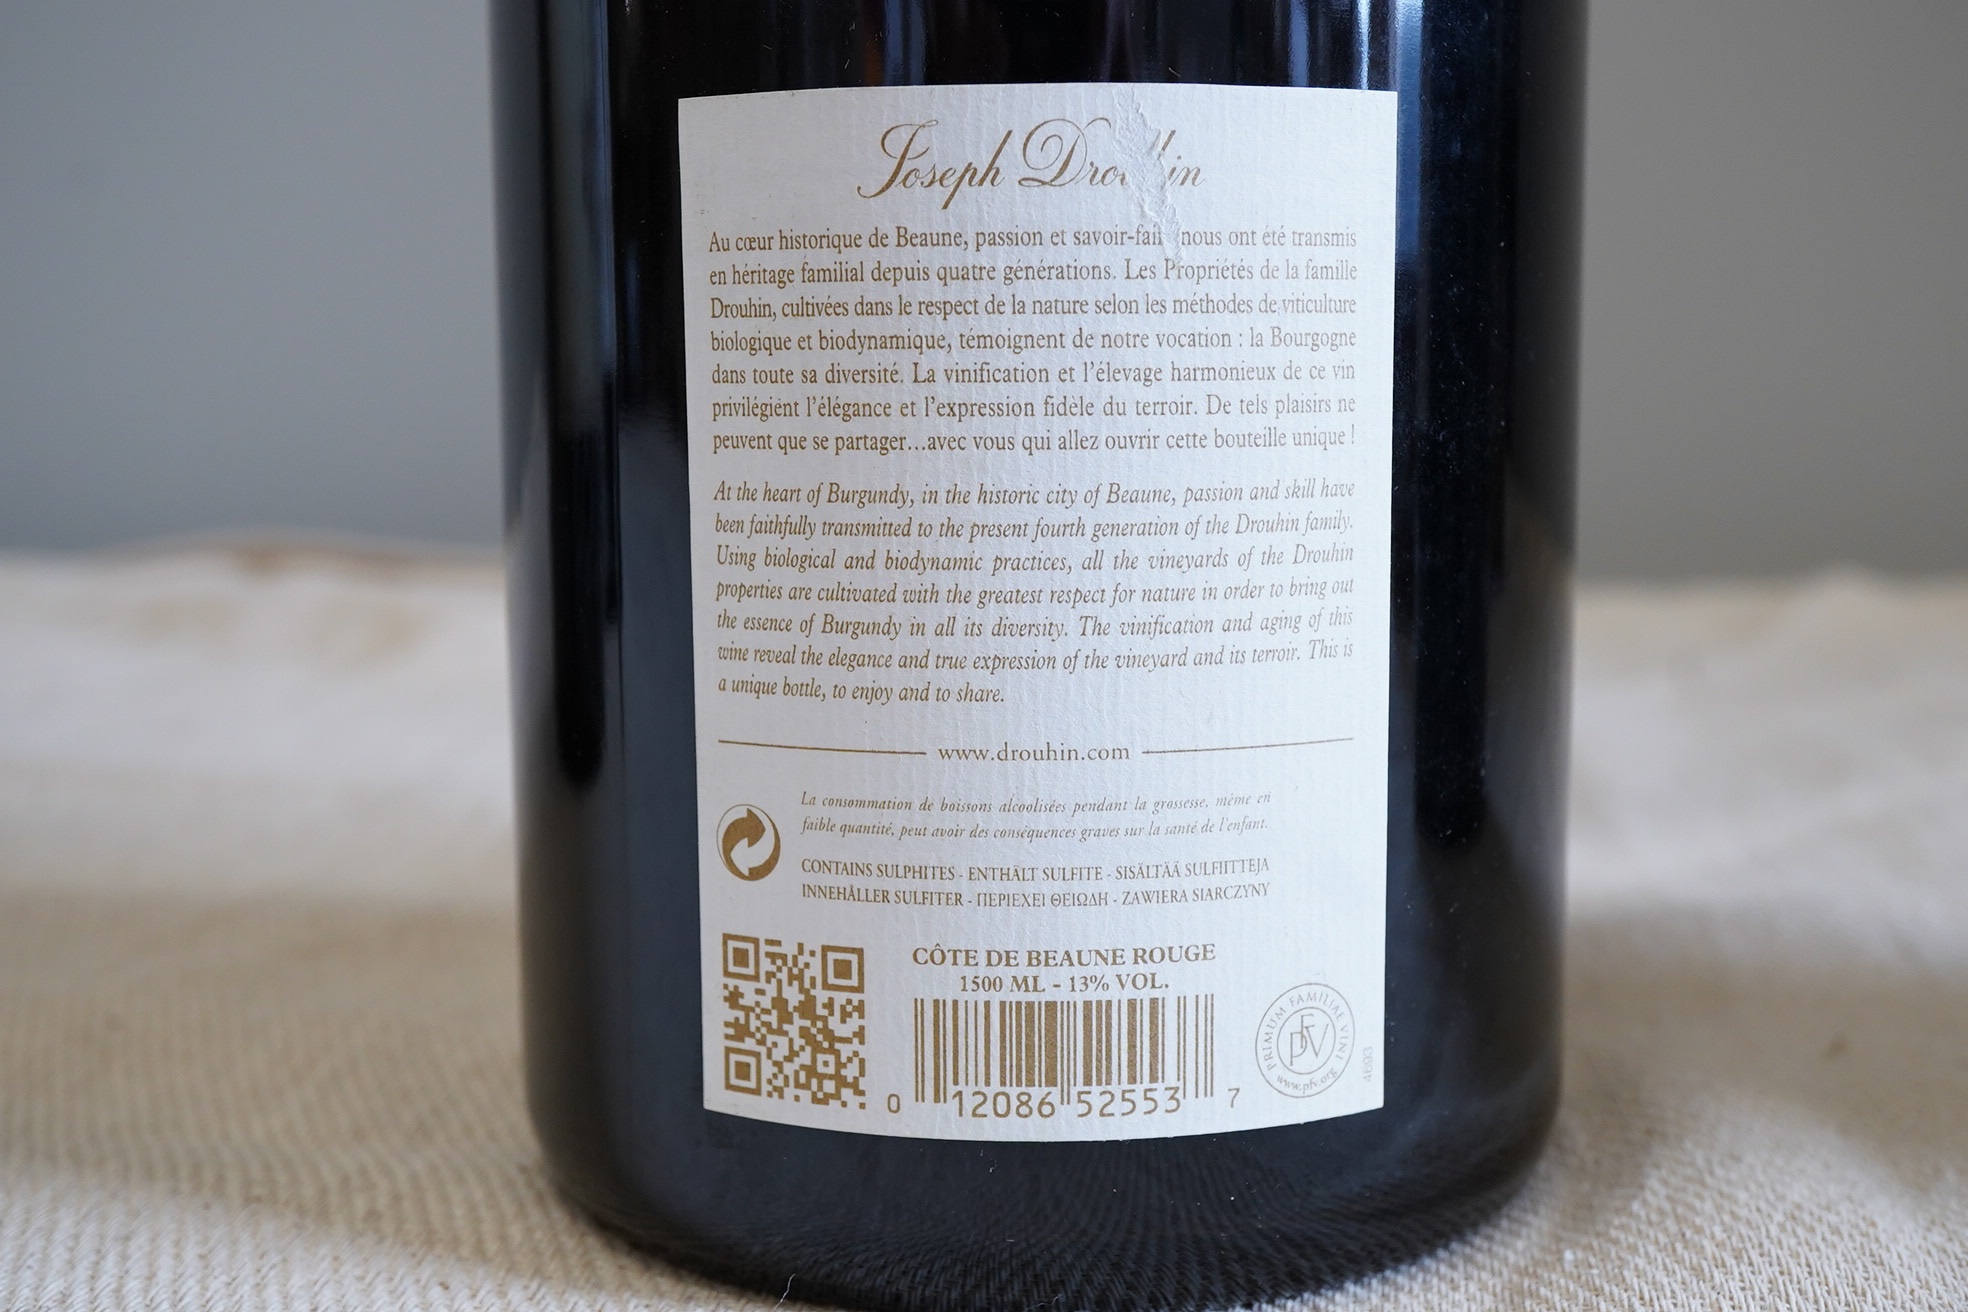 Joseph Drouhin
Au cœur historique de Beaune, passion et savoir-fai nous ont été transmis
en héritage familial depuis quatre générations. Les Propriétés de la famille
Drouhin, cultivées dans le respect de la nature selon les méthodes de viticulture
biologique et biodynamique, témoignent de notre vocation : la Bourgogne
dans toute sa diversité. La vinification et l'élevage harmonieux de ce vin
privilégient l'élégance et l'expression fidèle du terroir. De tels plaisirs ne
peuvent que se partager...avec vous qui allez ouvrir cette bouteille unique !
At the heart of Burgundy, in the historic city of Beaune, passion and skill have
been faithfully transmitted to the present fourth generation of the Drouhin family.
Using biological and biodynamic practices, all the vineyards of the Drouhin
properties are cultivated with the greatest respect for nature in order to bring out
the essence of Burgundy in all its diversity. The vinification and aging of this
wine reveal the elegance and true expression of the vineyard and its terroir. This is
a unique bottle, to enjoy and to share.
www.drouhin.com
La consommation de boissons alcoolisées pendant la grossesse, même en
faible quantité, peut avoir des conséquences graves sur la santé de l'enfant.
CONTAINS SULPHITES - ENTHÄLT SULFITE - SISÄLTÄÄ SULFIITTEJA
INNEHÅLLER SULFITER - ΠΕΡΙΕΧΕΙ ΘΕΙΩΔΗ - ZAWIERA SIARCZYNY
CÔTE DE BEAUNE ROUGE
1500 ML - 13% VOL.
0 12086 52553 7
PRIMUM FAMILIAE VINI
PFV
www.pfv.org
4693